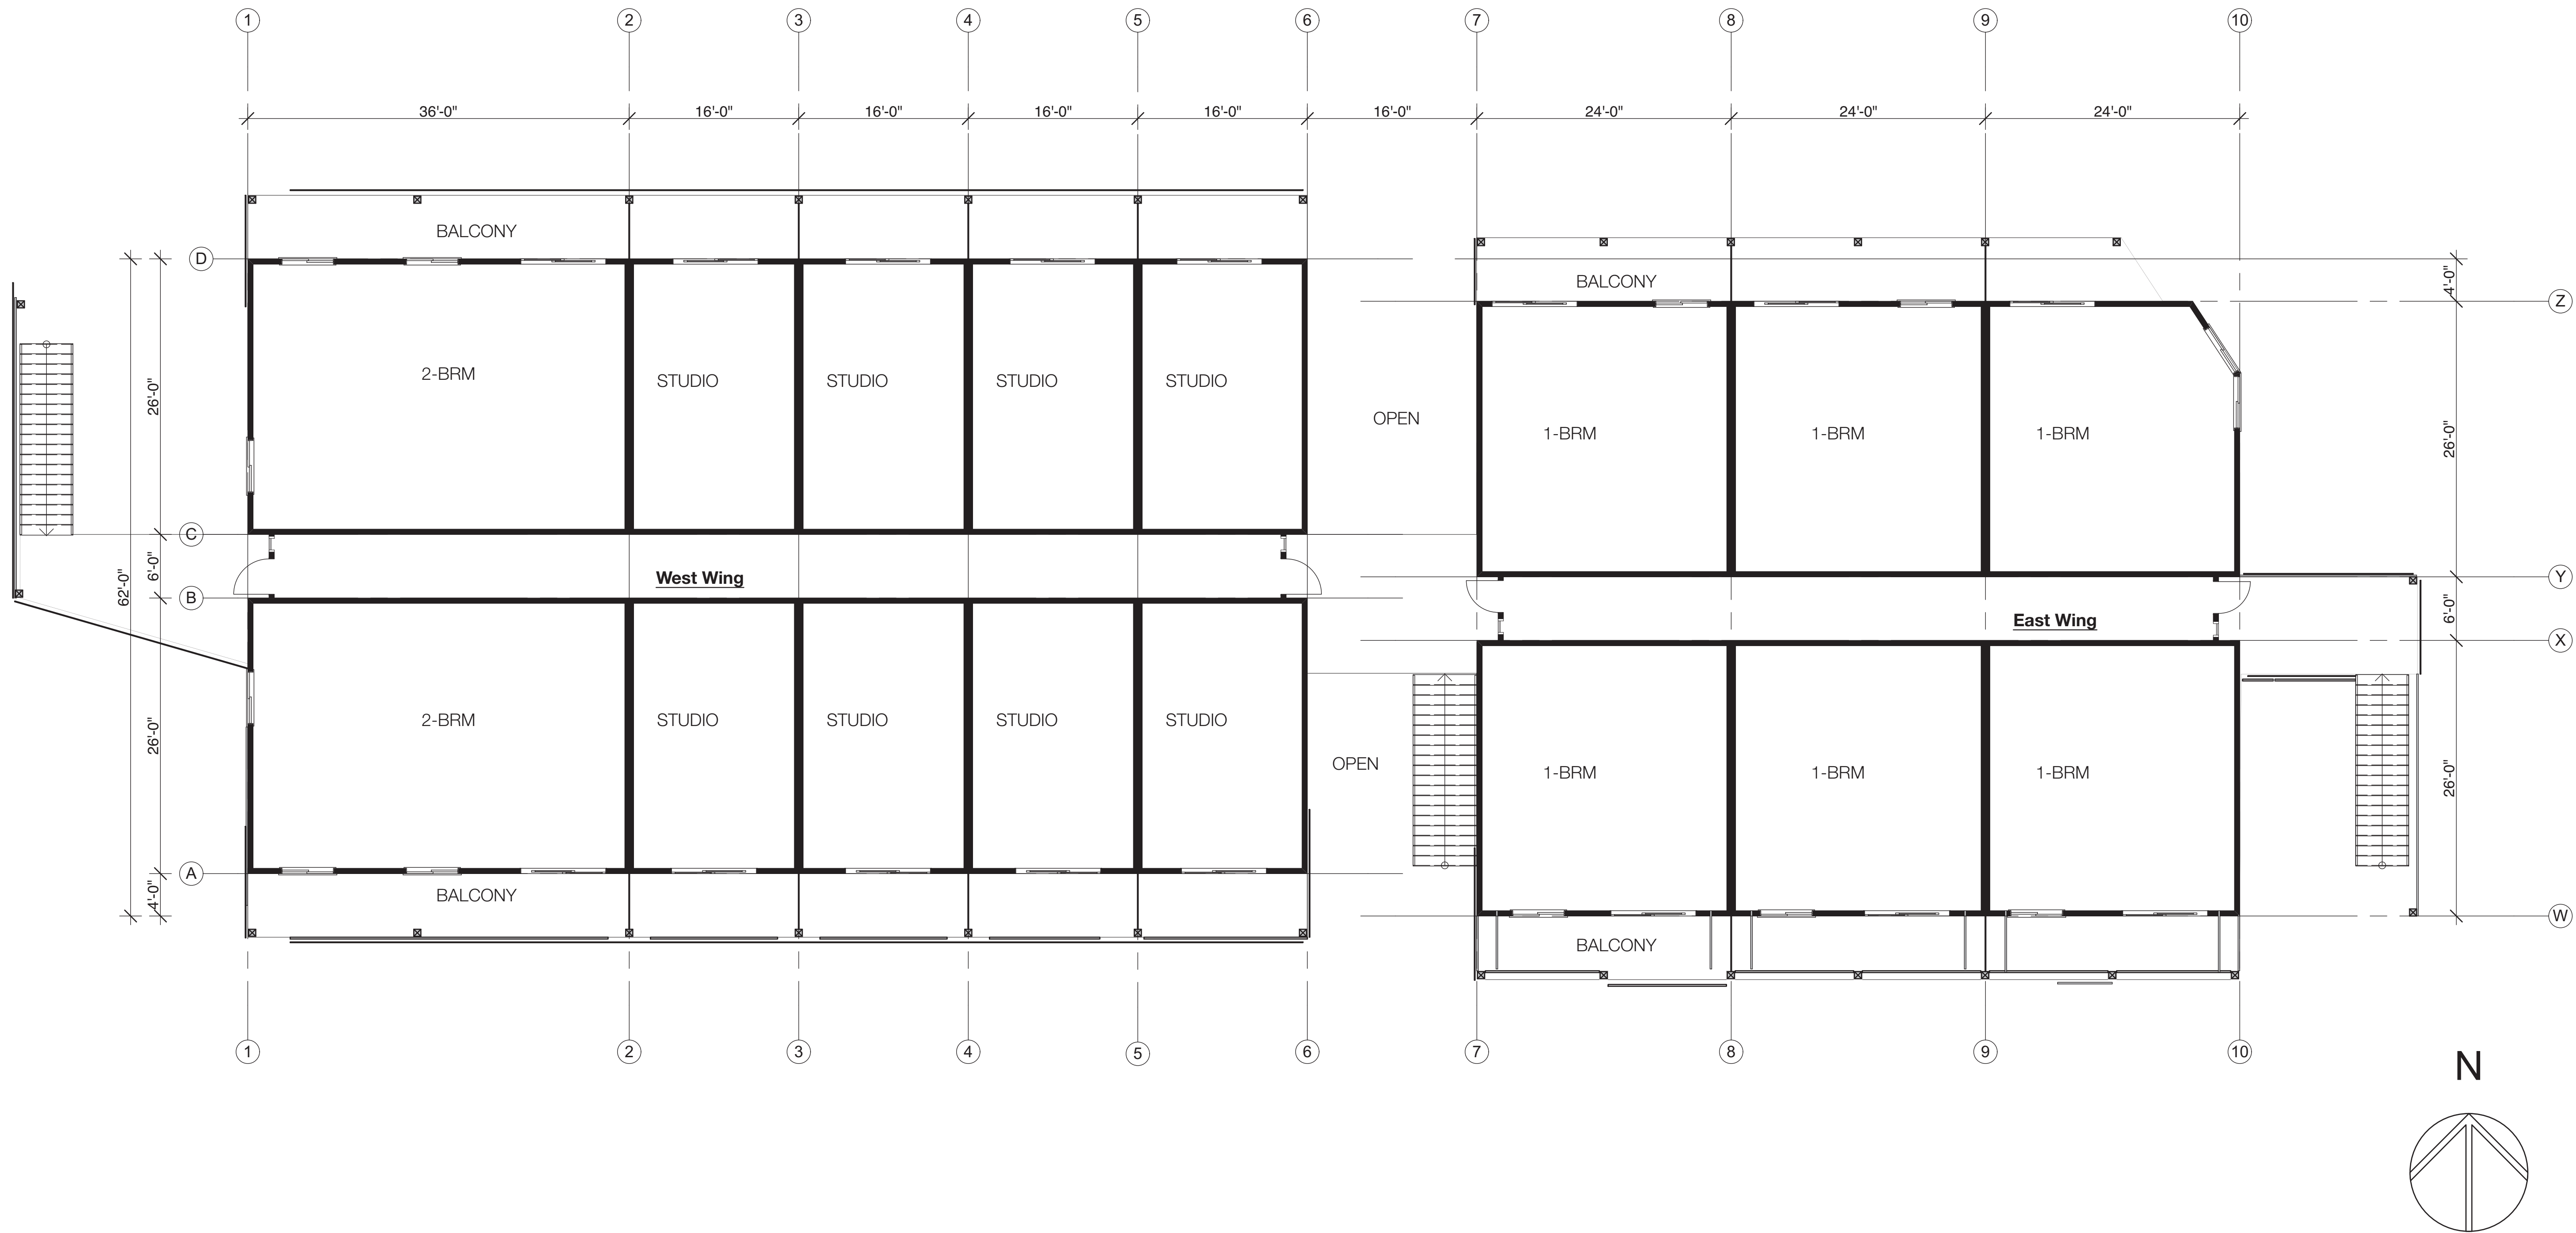 1 2 3 4 5 6 7 8 9 10
36'-0" 16'-0" 16'-0" 16'-0" 16'-0" 16'-0" 24'-0" 24'-0" 24'-0"
BALCONY
D
BALCONY
4'-0"
Z
2-BRM
STUDIO STUDIO STUDIO STUDIO
26'-0"
OPEN
1-BRM 1-BRM 1-BRM
26'-0"
C
6'-0"
West Wing
Y
62'-0"
B
6'-0"
East Wing
X
2-BRM STUDIO STUDIO STUDIO STUDIO
26'-0"
OPEN
1-BRM 1-BRM 1-BRM
26'-0"
A
4'-0"
BALCONY
W
BALCONY
1 2 3 4 5 6 7 8 9 10
N